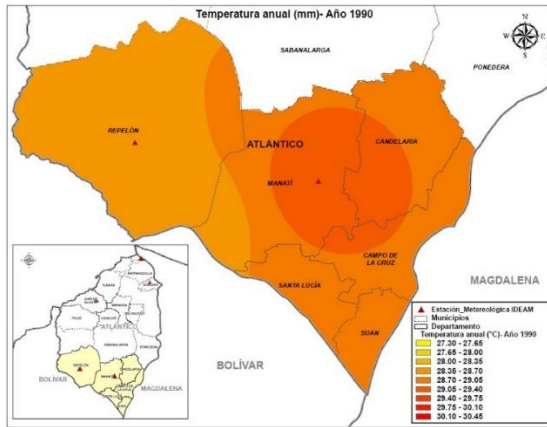 Temperatura anual (mm)- Año 1990
N
W E
S
SABANALARGA
PONEDERA
REPELÓN
ATLÁNTICO
CANDELARIA
MANATÍ
CAMPO DE
LA CRUZ
SANTA LUCÍA
SUAN
MAGDALENA
BOLÍVAR
ATLÁNTICO
PONEDERA
REPELÓN
MANATÍ
BOLÍVAR
MAGDALENA
Estación_Metereológica IDEAM
Municipios
Departamento
Temperatura anual (°C)- Año 1990
27.30 - 27.65
27.65 - 28.00
28.00 - 28.35
28.35 - 28.70
28.70 - 29.05
29.05 - 29.40
29.40 - 29.75
29.75 - 30.10
30.10 - 30.45